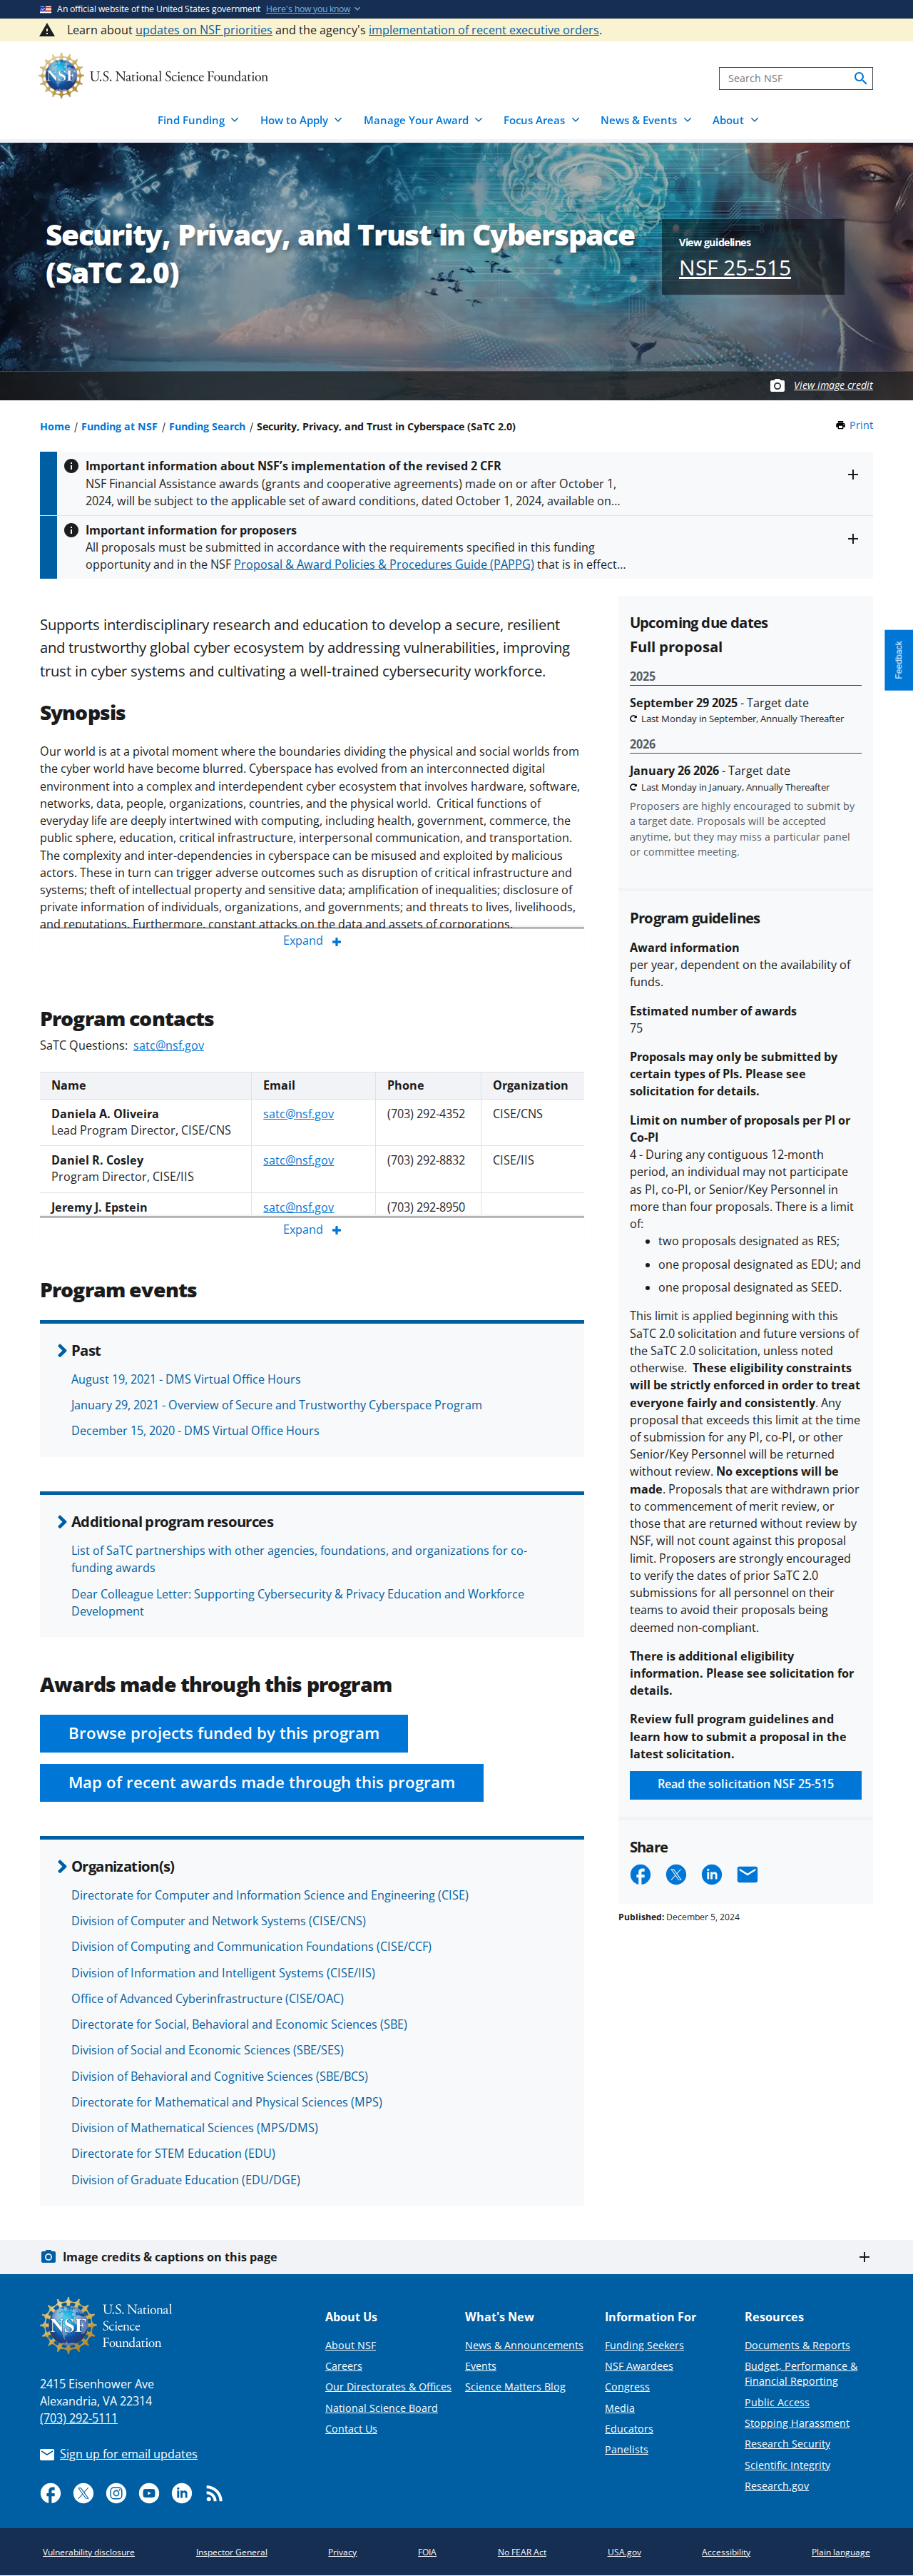 An official website of the United States government Here's how you know
Learn about updates on NSF priorities and the agency's implementation of recent executive orders.
NSF U.S. National Science Foundation
Search NSF
Find Funding How to Apply Manage Your Award Focus Areas News & Events About
Security, Privacy, and Trust in Cyberspace
(SaTC 2.0)
View guidelines
NSF 25-515
View image credit
Home / Funding at NSF / Funding Search / Security, Privacy, and Trust in Cyberspace (SaTC 2.0)
Print
Important information about NSF's implementation of the revised 2 CFR
NSF Financial Assistance awards (grants and cooperative agreements) made on or after October 1,
2024, will be subject to the applicable set of award conditions, dated October 1, 2024, available on...
Important information for proposers
All proposals must be submitted in accordance with the requirements specified in this funding
opportunity and in the NSF Proposal & Award Policies & Procedures Guide (PAPPG) that is in effect...
Supports interdisciplinary research and education to develop a secure, resilient
and trustworthy global cyber ecosystem by addressing vulnerabilities, improving
trust in cyber systems and cultivating a well-trained cybersecurity workforce.
Synopsis
Our world is at a pivotal moment where the boundaries dividing the physical and social worlds from
the cyber world have become blurred. Cyberspace has evolved from an interconnected digital
environment into a complex and interdependent cyber ecosystem that involves hardware, software,
networks, data, people, organizations, countries, and the physical world.  Critical functions of
everyday life are deeply intertwined with computing, including health, government, commerce, the
public sphere, education, critical infrastructure, interpersonal communication, and transportation.
The complexity and inter-dependencies in cyberspace can be misused and exploited by malicious
actors. These in turn can trigger adverse outcomes such as disruption of critical infrastructure and
systems; theft of intellectual property and sensitive data; amplification of inequalities; disclosure of
private information of individuals, organizations, and governments; and threats to lives, livelihoods,
and reputations. Furthermore, constant attacks on the data and assets of corporations,
Expand
Program contacts
SaTC Questions:  satc@nsf.gov
Name Email Phone Organization
Daniela A. Oliveira satc@nsf.gov (703) 292-4352 CISE/CNS
Lead Program Director, CISE/CNS
Daniel R. Cosley satc@nsf.gov (703) 292-8832 CISE/IIS
Program Director, CISE/IIS
Jeremy J. Epstein satc@nsf.gov (703) 292-8950
Expand
Program events
Past
August 19, 2021 - DMS Virtual Office Hours
January 29, 2021 - Overview of Secure and Trustworthy Cyberspace Program
December 15, 2020 - DMS Virtual Office Hours
Additional program resources
List of SaTC partnerships with other agencies, foundations, and organizations for co-
funding awards
Dear Colleague Letter: Supporting Cybersecurity & Privacy Education and Workforce
Development
Awards made through this program
Browse projects funded by this program
Map of recent awards made through this program
Organization(s)
Directorate for Computer and Information Science and Engineering (CISE)
Division of Computer and Network Systems (CISE/CNS)
Division of Computing and Communication Foundations (CISE/CCF)
Division of Information and Intelligent Systems (CISE/IIS)
Office of Advanced Cyberinfrastructure (CISE/OAC)
Directorate for Social, Behavioral and Economic Sciences (SBE)
Division of Social and Economic Sciences (SBE/SES)
Division of Behavioral and Cognitive Sciences (SBE/BCS)
Directorate for Mathematical and Physical Sciences (MPS)
Division of Mathematical Sciences (MPS/DMS)
Directorate for STEM Education (EDU)
Division of Graduate Education (EDU/DGE)
Upcoming due dates
Full proposal
2025
September 29 2025 - Target date
Last Monday in September, Annually Thereafter
2026
January 26 2026 - Target date
Last Monday in January, Annually Thereafter
Proposers are highly encouraged to submit by
a target date. Proposals will be accepted
anytime, but they may miss a particular panel
or committee meeting.
Feedback
Program guidelines
Award information
per year, dependent on the availability of
funds.
Estimated number of awards
75
Proposals may only be submitted by
certain types of PIs. Please see
solicitation for details.
Limit on number of proposals per PI or
Co-PI
4 - During any contiguous 12-month
period, an individual may not participate
as PI, co-PI, or Senior/Key Personnel in
more than four proposals. There is a limit
of:
• two proposals designated as RES;
• one proposal designated as EDU; and
• one proposal designated as SEED.
This limit is applied beginning with this
SaTC 2.0 solicitation and future versions of
the SaTC 2.0 solicitation, unless noted
otherwise.  These eligibility constraints
will be strictly enforced in order to treat
everyone fairly and consistently. Any
proposal that exceeds this limit at the time
of submission for any PI, co-PI, or other
Senior/Key Personnel will be returned
without review. No exceptions will be
made. Proposals that are withdrawn prior
to commencement of merit review, or
those that are returned without review by
NSF, will not count against this proposal
limit. Proposers are strongly encouraged
to verify the dates of prior SaTC 2.0
submissions for all personnel on their
teams to avoid their proposals being
deemed non-compliant.
There is additional eligibility
information. Please see solicitation for
details.
Review full program guidelines and
learn how to submit a proposal in the
latest solicitation.
Read the solicitation NSF 25-515
Share
Published: December 5, 2024
Image credits & captions on this page
NSF U.S. National
Science
Foundation
2415 Eisenhower Ave
Alexandria, VA 22314
(703) 292-5111
Sign up for email updates
About Us
About NSF
Careers
Our Directorates & Offices
National Science Board
Contact Us
What's New
News & Announcements
Events
Science Matters Blog
Information For
Funding Seekers
NSF Awardees
Congress
Media
Educators
Panelists
Resources
Documents & Reports
Budget, Performance &
Financial Reporting
Public Access
Stopping Harassment
Research Security
Scientific Integrity
Research.gov
Vulnerability disclosure Inspector General Privacy FOIA No FEAR Act USA.gov Accessibility Plain language